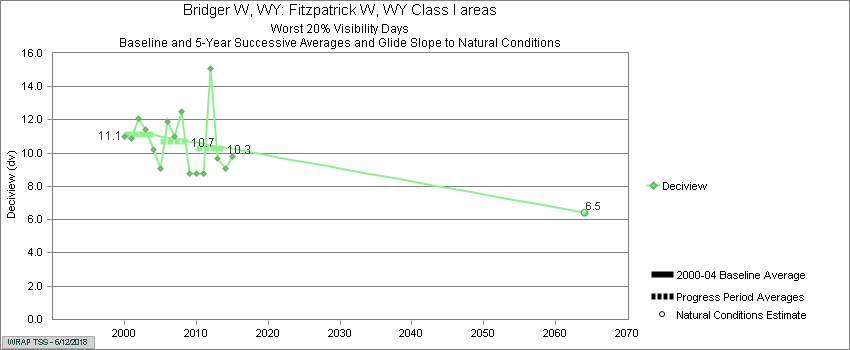 Bridger W, WY: Fitzpatrick W, WY Class I areas
Worst 20% Visibility Days
Baseline and 5-Year Successive Averages and Glide Slope to Natural Conditions
Deciview (dv)
16.0
14.0
12.0
10.0
8.0
6.0
4.0
2.0
0.0
11.1
10.7
10.3
6.5
2000
2010
2020
2030
2040
2050
2060
2070
Deciview
2000-04 Baseline Average
Progress Period Averages
Natural Conditions Estimate
WRAP TSS - 6/12/2018